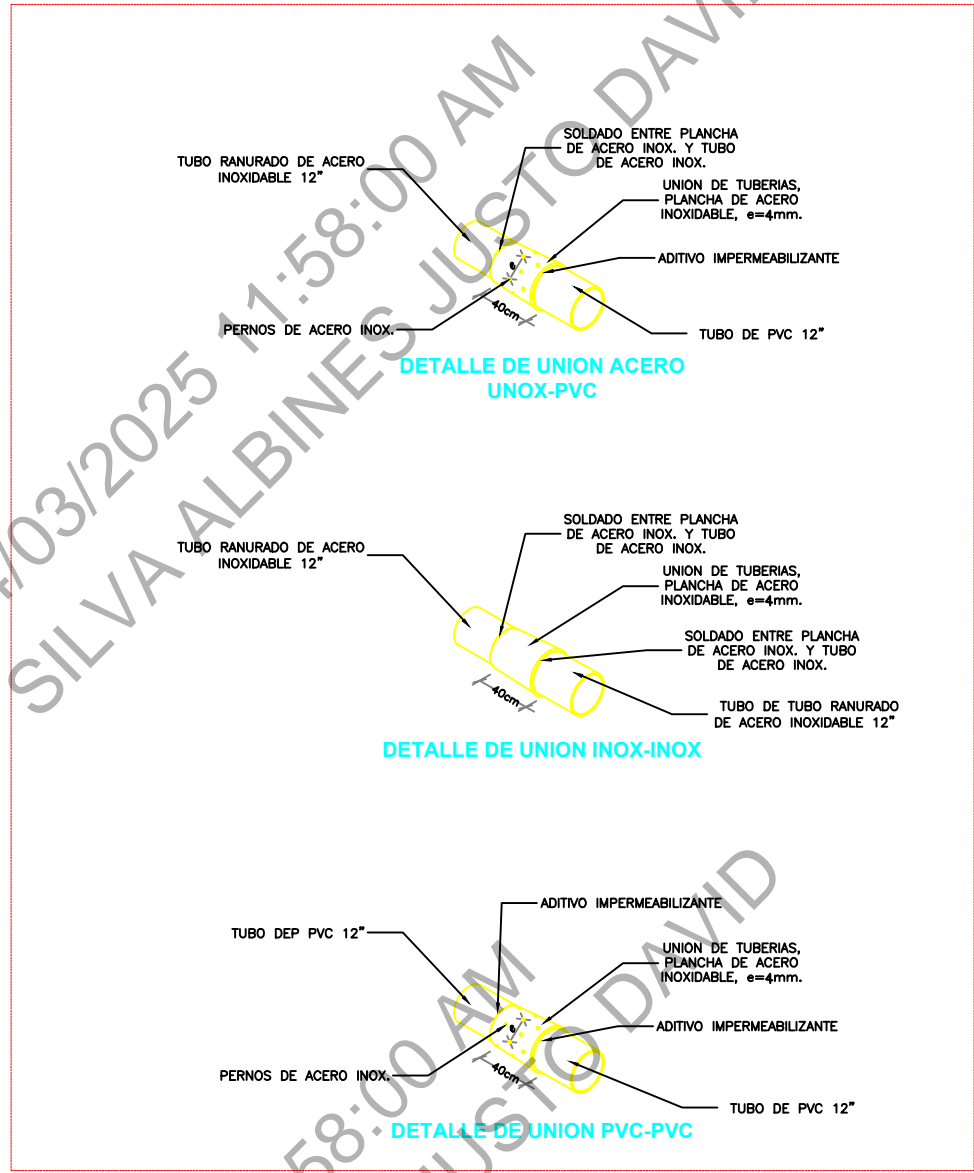 SOLDADO ENTRE PLANCHA
DE ACERO INOX. Y TUBO
DE ACERO INOX.
TUBO RANURADO DE ACERO
INOXIDABLE 12"
UNION DE TUBERIAS,
PLANCHA DE ACERO
INOXIDABLE, e=4mm.
ADITIVO IMPERMEABILIZANTE
e
40cm
PERNOS DE ACERO INOX.
TUBO DE PVC 12"
DETALLE DE UNION ACERO
UNOX-PVC
SOLDADO ENTRE PLANCHA
DE ACERO INOX. Y TUBO
DE ACERO INOX.
TUBO RANURADO DE ACERO
INOXIDABLE 12"
UNION DE TUBERIAS,
PLANCHA DE ACERO
INOXIDABLE, e=4mm.
SOLDADO ENTRE PLANCHA
DE ACERO INOX. Y TUBO
DE ACERO INOX.
40cm
TUBO DE TUBO RANURADO
DE ACERO INOXIDABLE 12"
DETALLE DE UNION INOX-INOX
ADITIVO IMPERMEABILIZANTE
TUBO DEP PVC 12"
UNION DE TUBERIAS,
PLANCHA DE ACERO
INOXIDABLE, e=4mm.
ADITIVO IMPERMEABILIZANTE
e
40cm
PERNOS DE ACERO INOX.
TUBO DE PVC 12"
DETALLE DE UNION PVC-PVC
/03/2025 11:58:00 AM
SILVA ALBINES JUSTO DAVID
58:00 AM
JUSTO DAVID